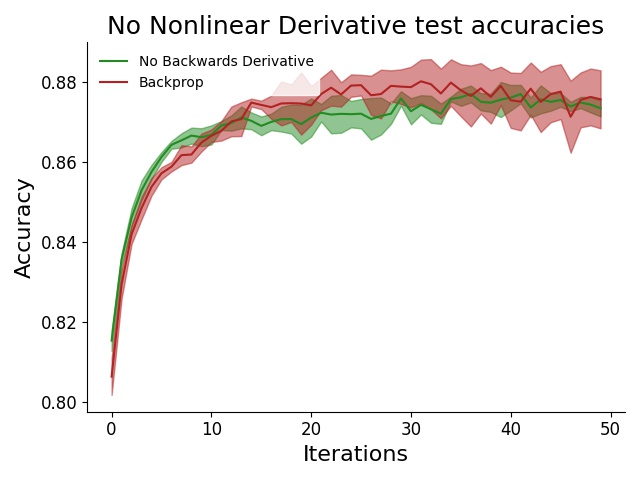 No Nonlinear Derivative test accuracies
No Backwards Derivative
Backprop
0.88
0.86
0.84
0.82
0.80
Accuracy
0 10 20 30 40 50
Iterations